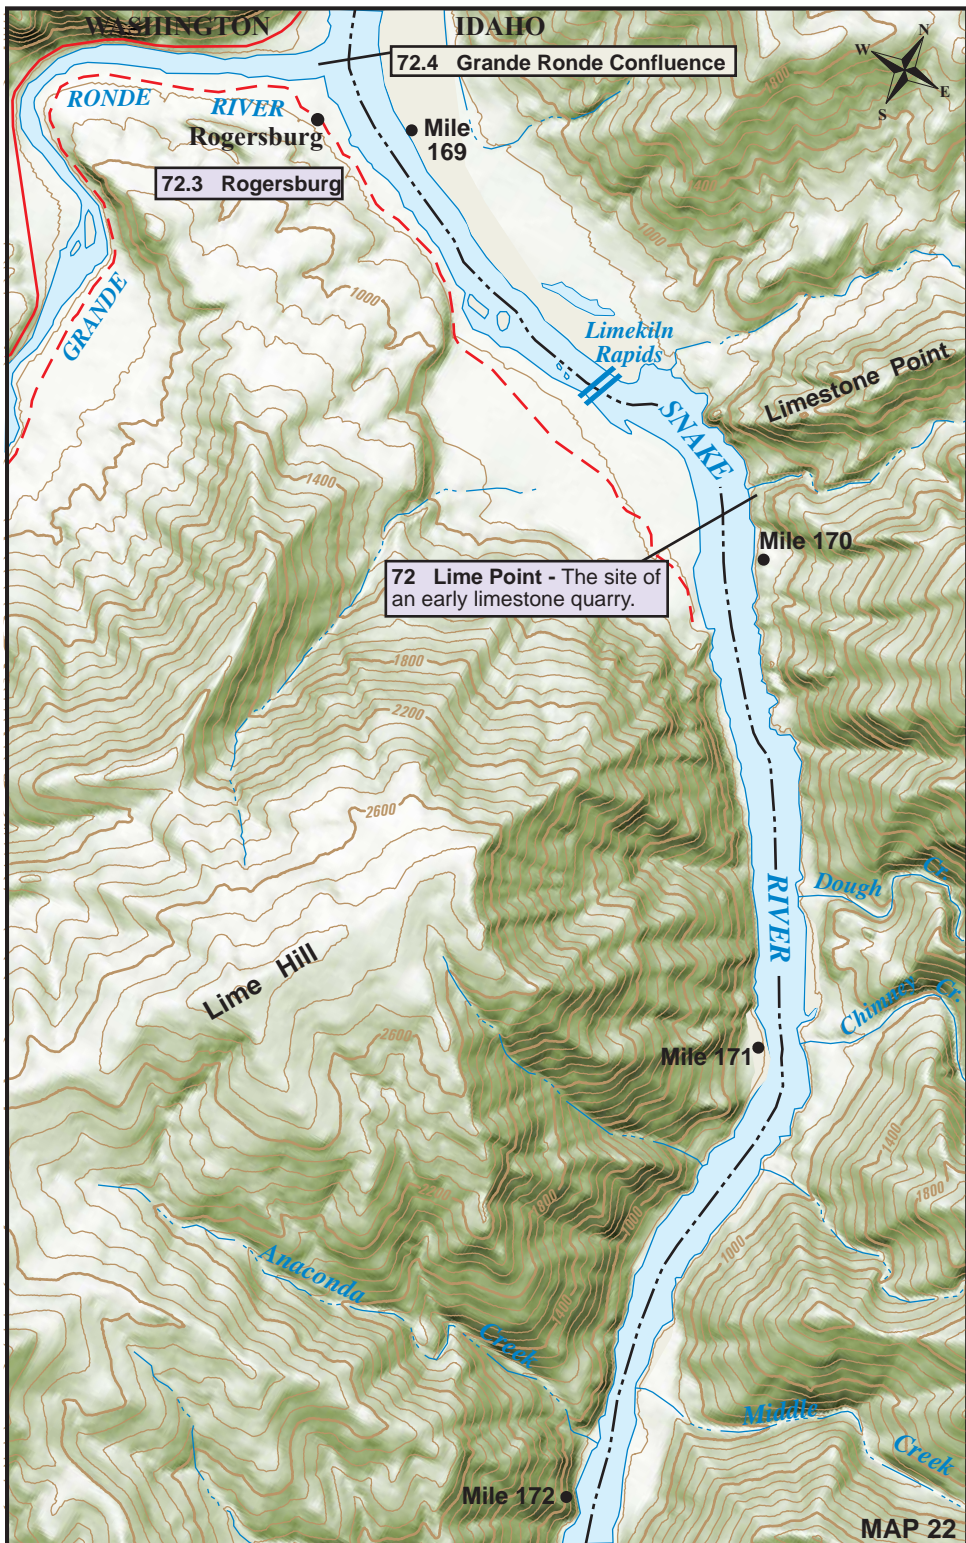 WASHINGTON
IDAHO
N
W
E
S
72.4 Grande Ronde Confluence
1800
RONDE
RIVER
Rogersburg
Mile
169
72.3 Rogersburg
1400
1000
GRANDE
1000
Limekiln
Rapids
Limestone Point
SNAKE
1400
Mile 170
72 Lime Point - The site of
an early limestone quarry.
1800
2200
2600
Dough Cr.
RIVER
Lime Hill
Chimney Cr.
2600
Mile 171
1400
2200
1800
1000
1800
1000
Anaconda
Creek
1400
Middle
Creek
Mile 172
MAP 22